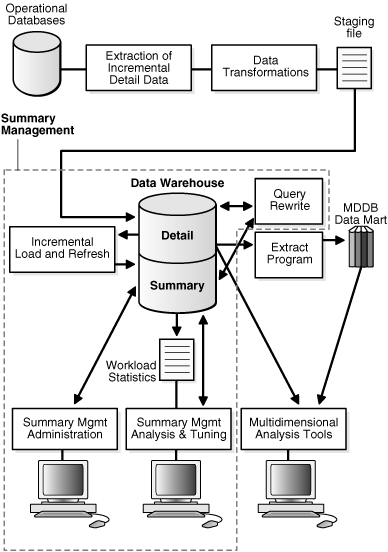 Operational
Databases
Extraction of
Incremental
Detail Data
Data
Transformations
Staging
file
Summary
Management
Data Warehouse
Query
Rewrite
MDDB
Data Mart
Detail
Incremental
Load and Refresh
Extract
Program
Summary
Workload
Statistics
Summary Mgmt
Administration
Summary Mgmt
Analysis & Tuning
Multidimensional
Analysis Tools